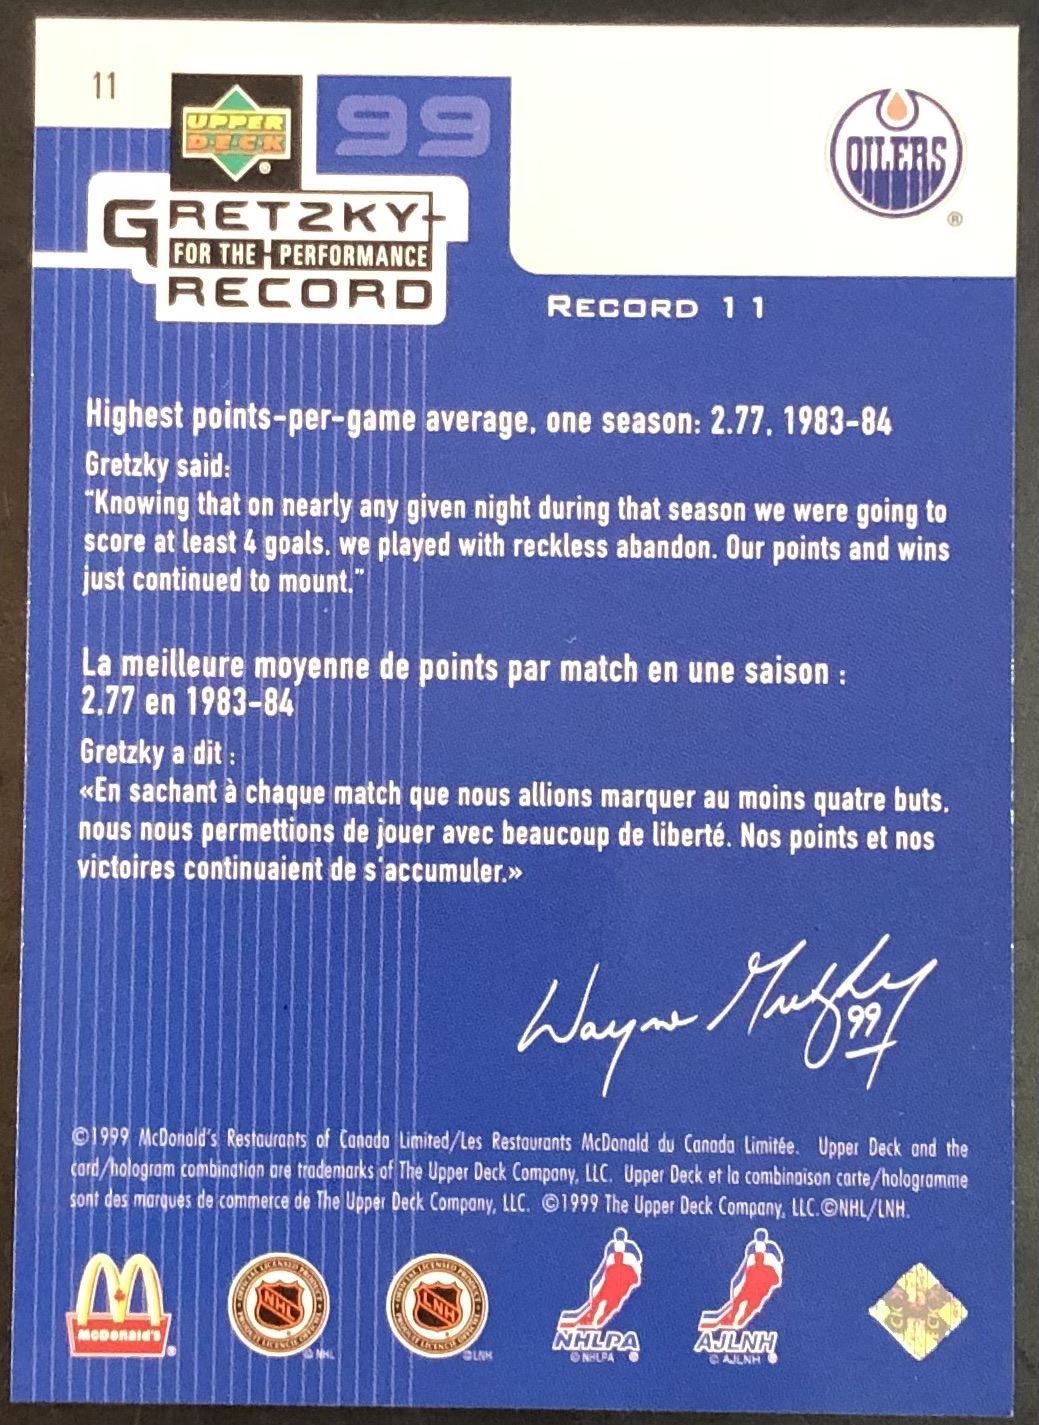 11
UPPER
DECK
99
OILERS
®
GRETZKY
FOR THE PERFORMANCE
RECORD
RECORD 11
Highest points-per-game average, one season: 2.77, 1983-84
Gretzky said:
"Knowing that on nearly any given night during that season we were going to
score at least 4 goals, we played with reckless abandon. Our points and wins
just continued to mount."
La meilleure moyenne de points par match en une saison :
2.77 en 1983-84
Gretzky a dit :
«En sachant à chaque match que nous allions marquer au moins quatre buts,
nous nous permettions de jouer avec beaucoup de liberté. Nos points et nos
victoires continuaient de s'accumuler.»
Wayne Gretzky
99
©1999 McDonald's Restaurants of Canada Limited/Les Restaurants McDonald du Canada Limitée. Upper Deck and the
card/hologram combination are trademarks of The Upper Deck Company, LLC. Upper Deck et la combinaison carte/hologramme
sont des marques de commerce de The Upper Deck Company, LLC. ©1999 The Upper Deck Company, LLC.©NHL/LNH.
McDonald's ®
NHL
© NHL
LNH
© LNH
NHLPA
© NHLPA ®
AJLNH
© AJLNH ®